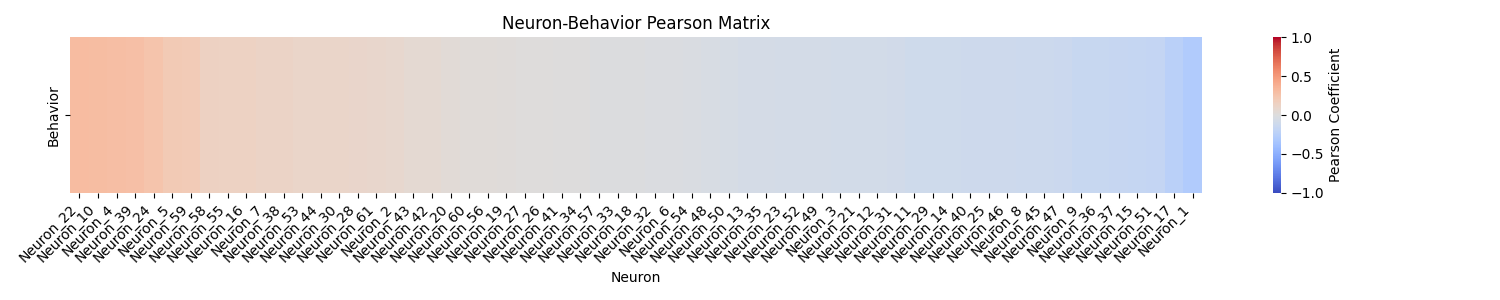 Neuron-Behavior Pearson Matrix
Behavior
Neuron_22
Neuron_10
Neuron_4
Neuron_39
Neuron_24
Neuron_5
Neuron_59
Neuron_58
Neuron_55
Neuron_16
Neuron_7
Neuron_38
Neuron_53
Neuron_44
Neuron_30
Neuron_28
Neuron_61
Neuron_2
Neuron_43
Neuron_42
Neuron_20
Neuron_60
Neuron_56
Neuron_19
Neuron_27
Neuron_26
Neuron_41
Neuron_34
Neuron_57
Neuron_33
Neuron_18
Neuron_32
Neuron_6
Neuron_54
Neuron_48
Neuron_50
Neuron_13
Neuron_35
Neuron_23
Neuron_52
Neuron_49
Neuron_3
Neuron_21
Neuron_12
Neuron_31
Neuron_11
Neuron_29
Neuron_14
Neuron_40
Neuron_25
Neuron_46
Neuron_8
Neuron_45
Neuron_47
Neuron_9
Neuron_36
Neuron_37
Neuron_15
Neuron_51
Neuron_17
Neuron_1
Neuron
1.0
0.5
0.0
−0.5
−1.0
Pearson Coefficient